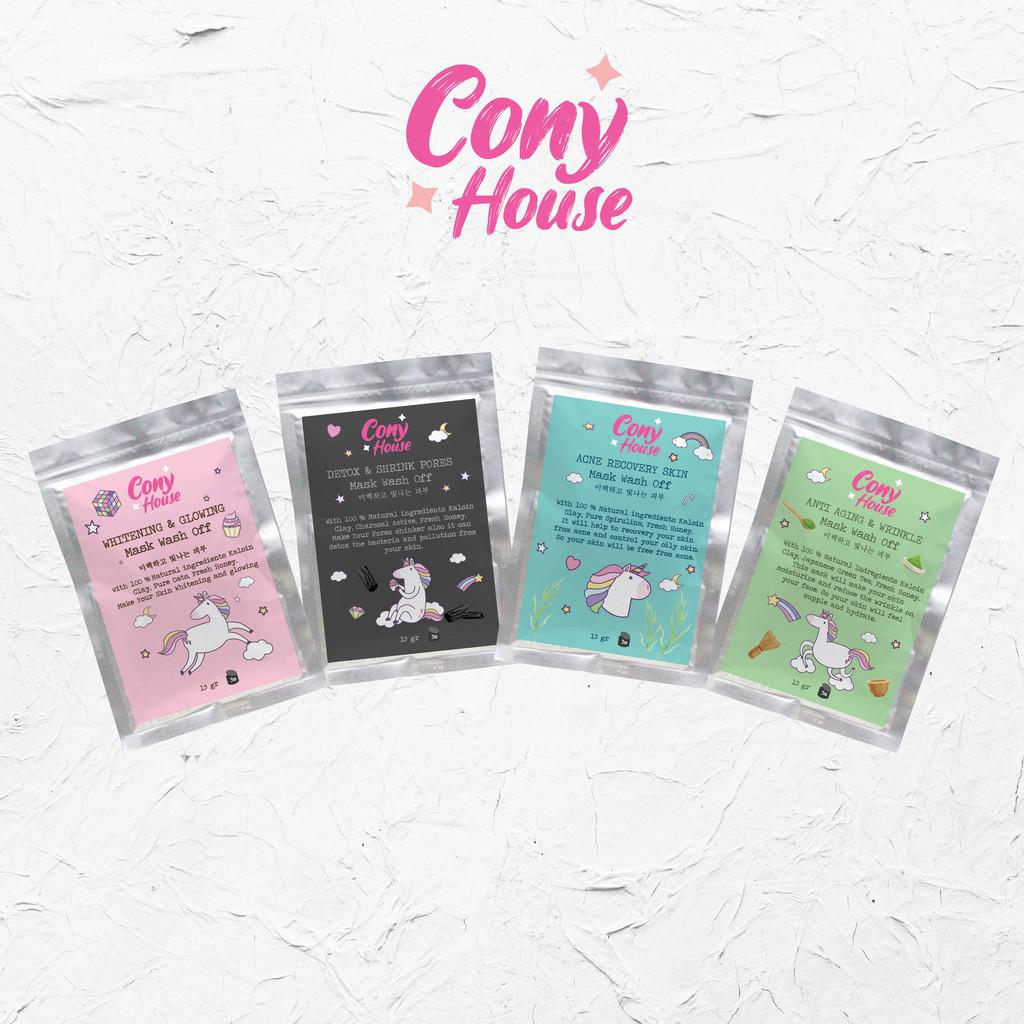 Cony
House
Cony
House
WHITENING & GLOWING
Mask Wash Off
미백하고 빛나는 피부
With 100 % Natural ingredients Kaloin
Clay, Pure Oats, Fresh Honey.
Make Your Skin Whitening and glowing
15 gr
Cony
House
DETOX & SHRINK PORES
Mask Wash Off
미백하고 빛나는 피부
With 100 % Natural ingredients Kaloin
Clay, Charcoal Active, Fresh Honey.
Make Your Pores shinker also it can
detox the bacteria and pollution from
your skin.
15 gr
Cony
House
ACNE RECOVERY SKIN
Mask Wash Off
미백하고 빛나는 피부
With 100 % Natural ingredients Kaloin
Clay, Pure Spirulina, Fresh Honey.
It will help to recovery your skin
from acne and control your oily skin.
So your skin will be free from acne.
15 gr
Cony
House
ANTI AGING & WRINKLE
Mask Wash Off
미백하고 빛나는 피부
With 100 % Natural Indregients Kaloin
Clay, Japanese Green Tea, Fresh Honey.
This mask will make your skin
moisturize and reduce the wrinkle on
your face. So your skin will feel
supple and hydrate.
15 gr